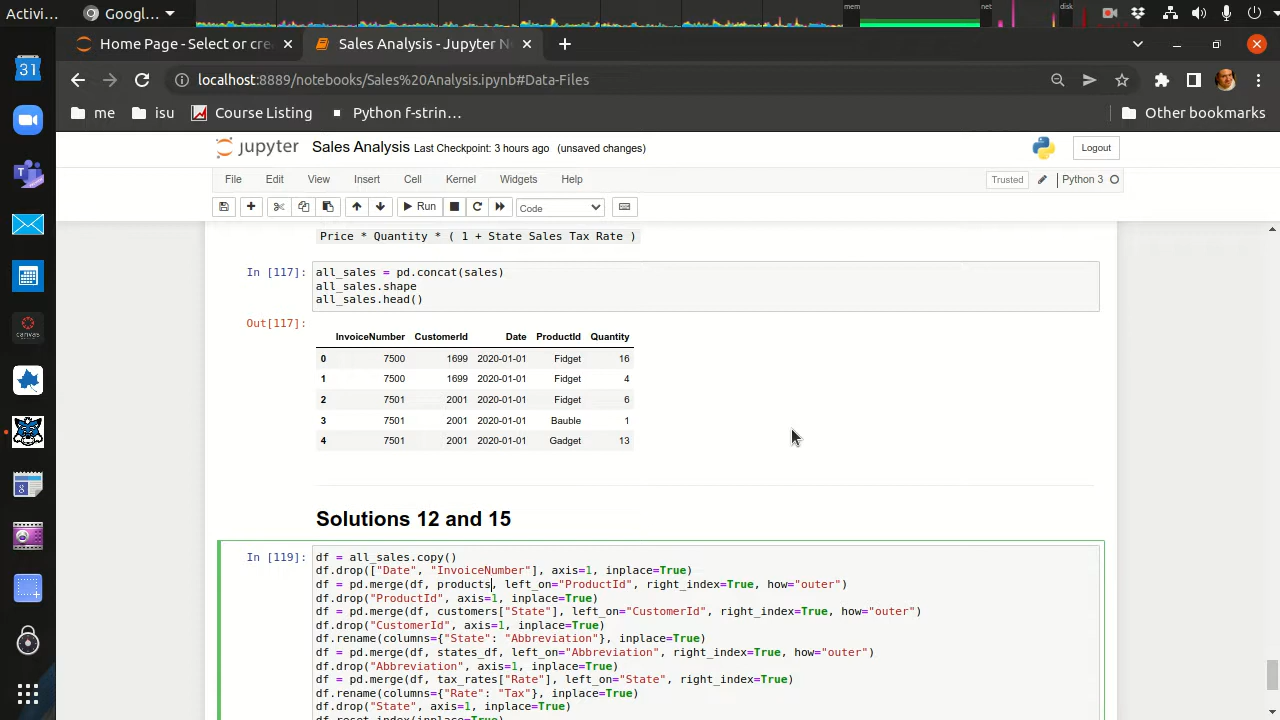 Activi...
Googl...
mem
net
disk
31
Home Page - Select or cre
Sales Analysis - Jupyter N
localhost:8889/notebooks/Sales%20Analysis.ipynb#Data-Files
me
isu
Course Listing
Python f-strin...
Other bookmarks
jupyter
Sales Analysis Last Checkpoint: 3 hours ago (unsaved changes)
Logout
File Edit View Insert Cell Kernel Widgets Help
Trusted
Python 3
Run
Code
canvas
Price * Quantity * ( 1 + State Sales Tax Rate )
In [117]:
all_sales = pd.concat(sales)
all_sales.shape
all_sales.head()
Out[117]:
InvoiceNumber CustomerId Date ProductId Quantity
0 7500 1699 2020-01-01 Fidget 16
1 7500 1699 2020-01-01 Fidget 4
2 7501 2001 2020-01-01 Fidget 6
3 7501 2001 2020-01-01 Bauble 1
4 7501 2001 2020-01-01 Gadget 13
Solutions 12 and 15
In [119]:
df = all_sales.copy()
df.drop(["Date", "InvoiceNumber"], axis=1, inplace=True)
df = pd.merge(df, products, left_on="ProductId", right_index=True, how="outer")
df.drop("ProductId", axis=1, inplace=True)
df = pd.merge(df, customers["State"], left_on="CustomerId", right_index=True, how="outer")
df.drop("CustomerId", axis=1, inplace=True)
df.rename(columns={"State": "Abbreviation"}, inplace=True)
df = pd.merge(df, states_df, left_on="Abbreviation", right_index=True, how="outer")
df.drop("Abbreviation", axis=1, inplace=True)
df = pd.merge(df, tax_rates["Rate"], left_on="State", right_index=True)
df.rename(columns={"Rate": "Tax"}, inplace=True)
df.drop("State", axis=1, inplace=True)
df.reset_index(inplace=True)